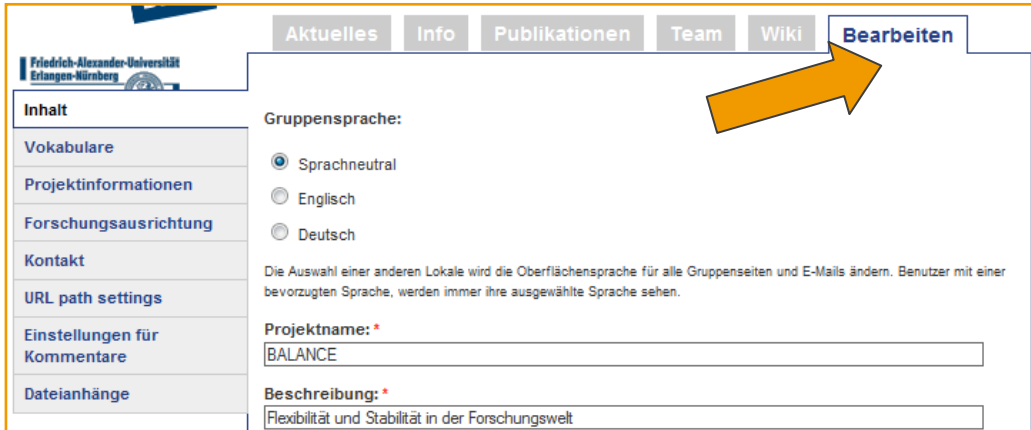 Aktuelles Info Publikationen Team Wiki Bearbeiten
Friedrich-Alexander-Universität
Erlangen-Nürnberg
Inhalt
Vokabulare
Projektinformationen
Forschungsausrichtung
Kontakt
URL path settings
Einstellungen für
Kommentare
Dateianhänge
Gruppensprache:
Sprachneutral
Englisch
Deutsch
Die Auswahl einer anderen Lokale wird die Oberflächensprache für alle Gruppenseiten und E-Mails ändern. Benutzer mit einer
bevorzugten Sprache, werden immer ihre ausgewählte Sprache sehen.
Projektname: *
BALANCE
Beschreibung: *
Flexibilität und Stabilität in der Forschungswelt